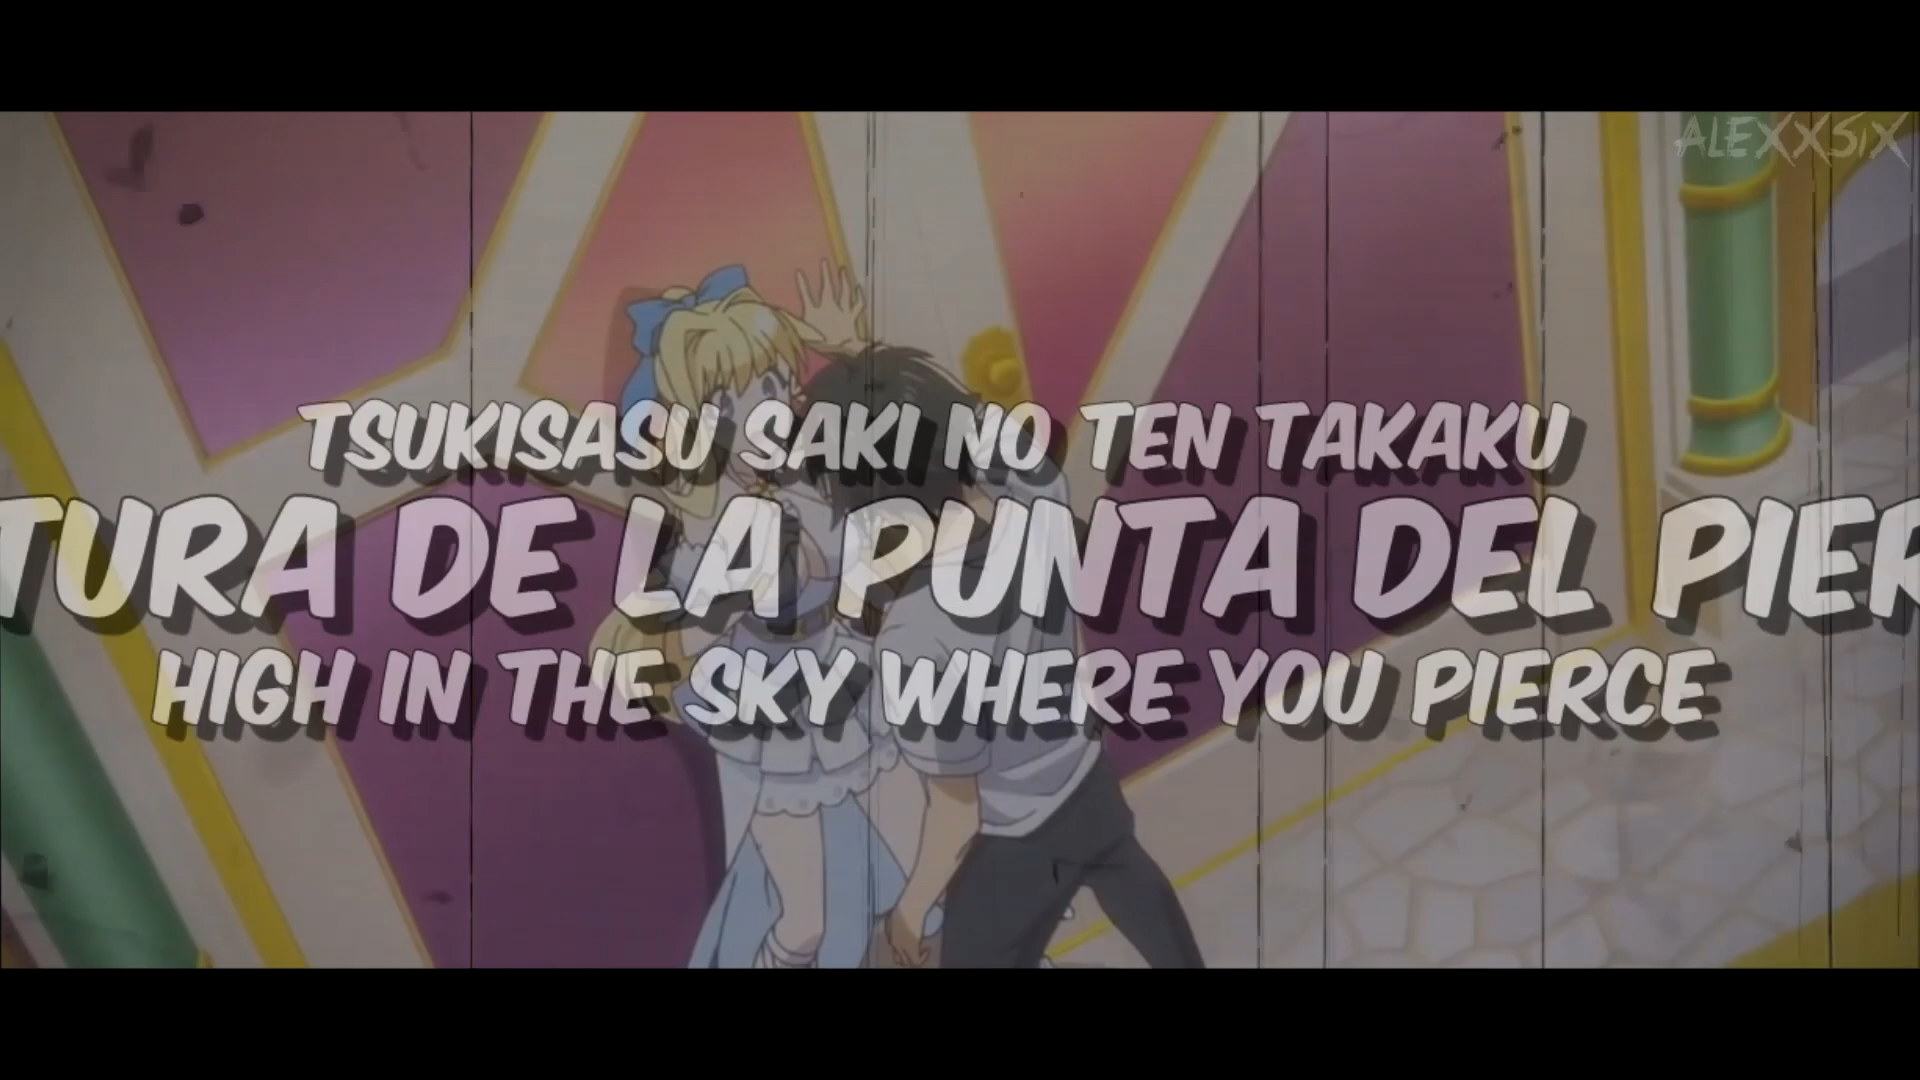 ALEXXSIX
TSUKISASU SAKI NO TEN TAKAKU
TURA DE LA PUNTA DEL PIER
HIGH IN THE SKY WHERE YOU PIERCE